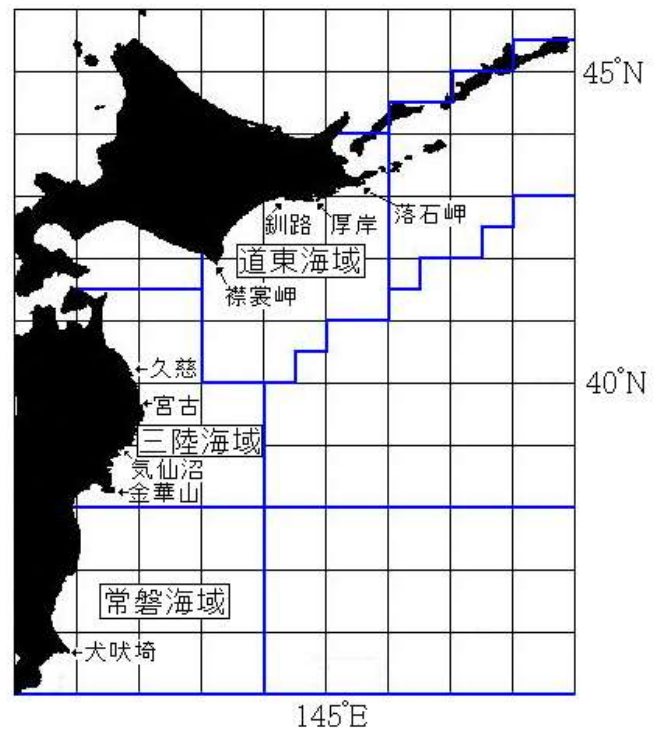 45°N
釧路
厚岸
落石岬
道東海域
襟裳岬
←久慈
40°N
←宮古
三陸海域
気仙沼
←金華山
常磐海域
←犬吠埼
145°E